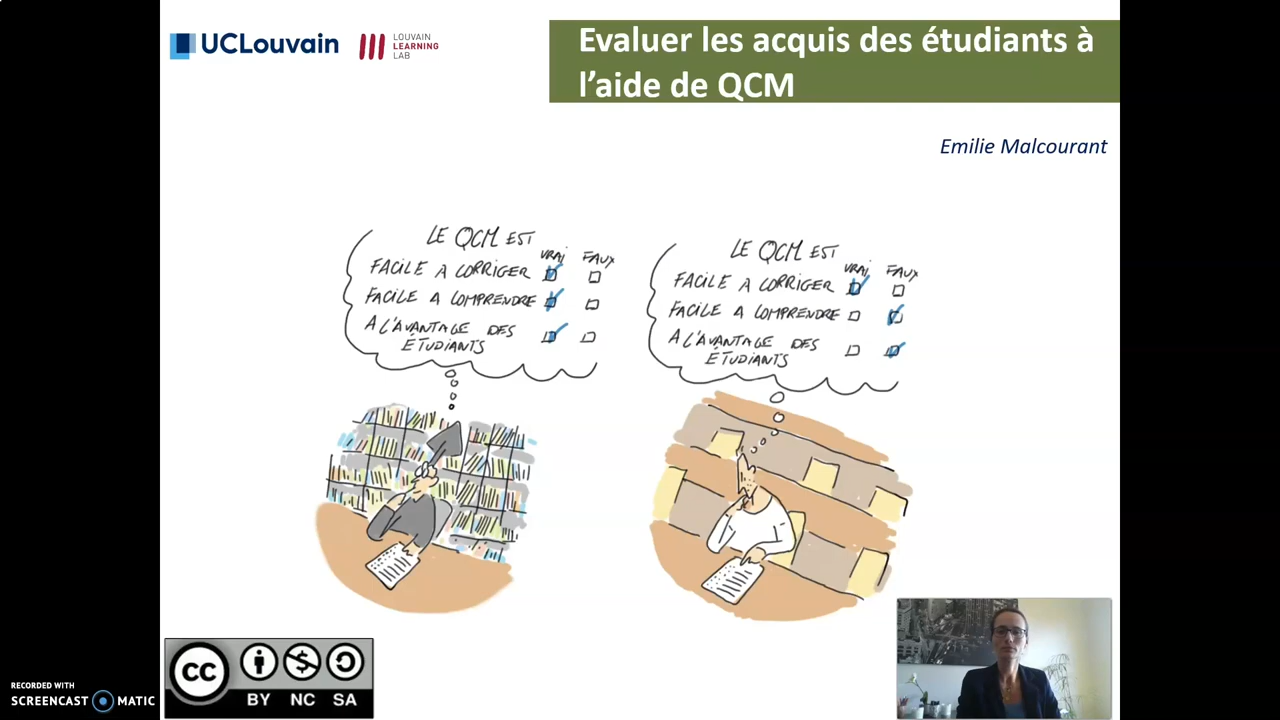 UCLouvain
LOUVAIN
LEARNING
LAB
Evaluer les acquis des étudiants à
l’aide de QCM
Emilie Malcourant
LE QCM EST
VRAI FAUX
FACILE A CORRIGER
FACILE A COMPRENDRE
A L'AVANTAGE DES
ÉTUDIANTS
LE QCM EST
VRAI FAUX
FACILE A CORRIGER
FACILE A COMPRENDRE
A L'AVANTAGE DES
ÉTUDIANTS
cc
BY NC SA
RECORDED WITH
SCREENCAST MATIC